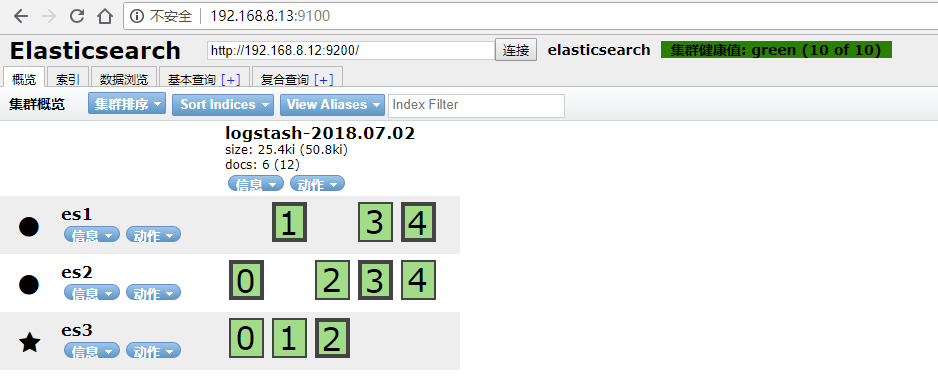 不安全 192.168.8.13:9100
Elasticsearch http://192.168.8.12:9200/ 连接 elasticsearch 集群健康值: green (10 of 10)
概览 索引 数据浏览 基本查询 [+] 复合查询 [+]
集群概览 集群排序 Sort Indices View Aliases Index Filter
logstash-2018.07.02
size: 25.4ki (50.8ki)
docs: 6 (12)
信息 动作
es1 1 3 4
信息 动作
es2 0 2 3 4
信息 动作
es3 0 1 2
信息 动作